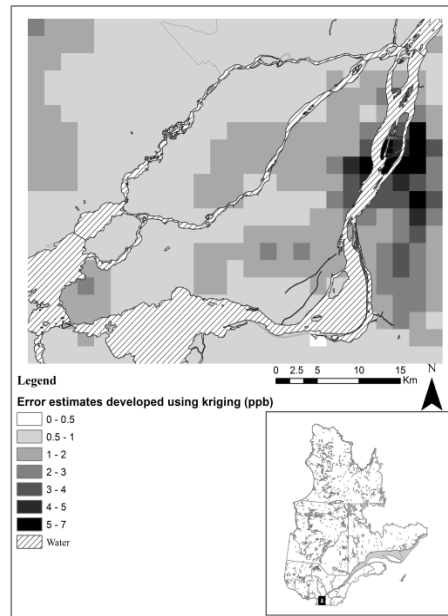 Legend
Error estimates developed using kriging (ppb)
0 - 0.5
0.5 - 1
1 - 2
2 - 3
3 - 4
4 - 5
5 - 7
Water
0 2.5 5 10 15
Km
N